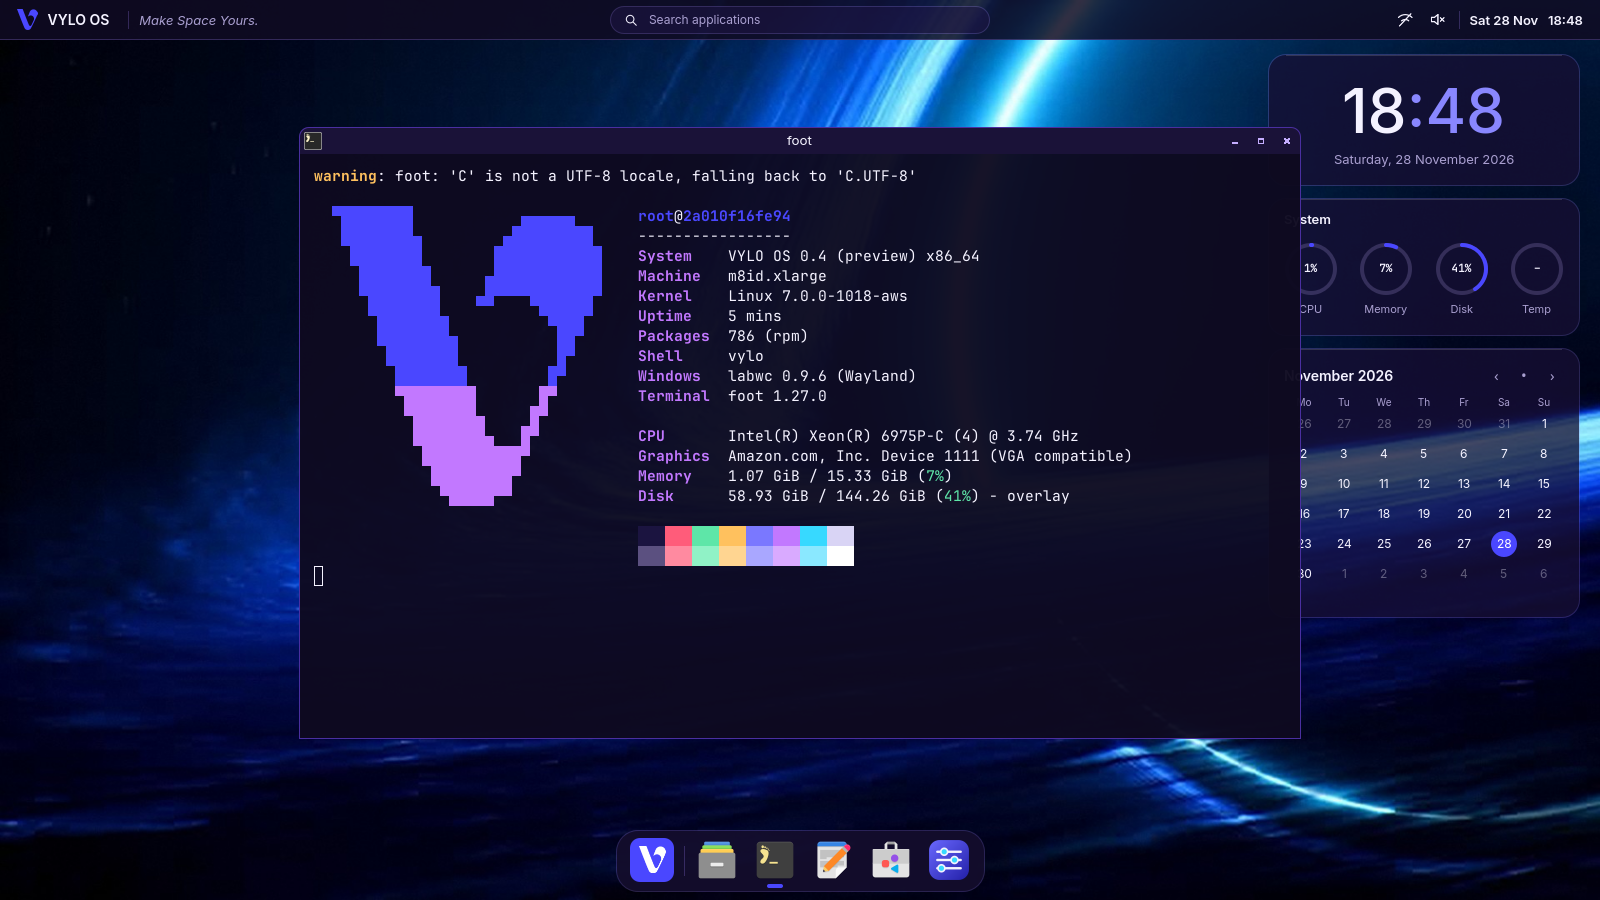 VYLO OS
Make Space Yours.
Search applications
Sat 28 Nov 18:48
18:48
Saturday, 28 November 2026
foot
warning: foot: 'C' is not a UTF-8 locale, falling back to 'C.UTF-8'
root@2a010f16fe94
-----------------
System VYLO OS 0.4 (preview) x86_64
Machine m8id.xlarge
Kernel Linux 7.0.0-1018-aws
Uptime 5 mins
Packages 786 (rpm)
Shell vylo
Windows labwc 0.9.6 (Wayland)
Terminal foot 1.27.0
CPU Intel(R) Xeon(R) 6975P-C (4) @ 3.74 GHz
Graphics Amazon.com, Inc. Device 1111 (VGA compatible)
Memory 1.07 GiB / 15.33 GiB (7%)
Disk 58.93 GiB / 144.26 GiB (41%) - overlay
System
1% 7% 41% –
CPU Memory Disk Temp
November 2026
Mo Tu We Th Fr Sa Su
26 27 28 29 30 31 1
2 3 4 5 6 7 8
9 10 11 12 13 14 15
16 17 18 19 20 21 22
23 24 25 26 27 28 29
30 1 2 3 4 5 6